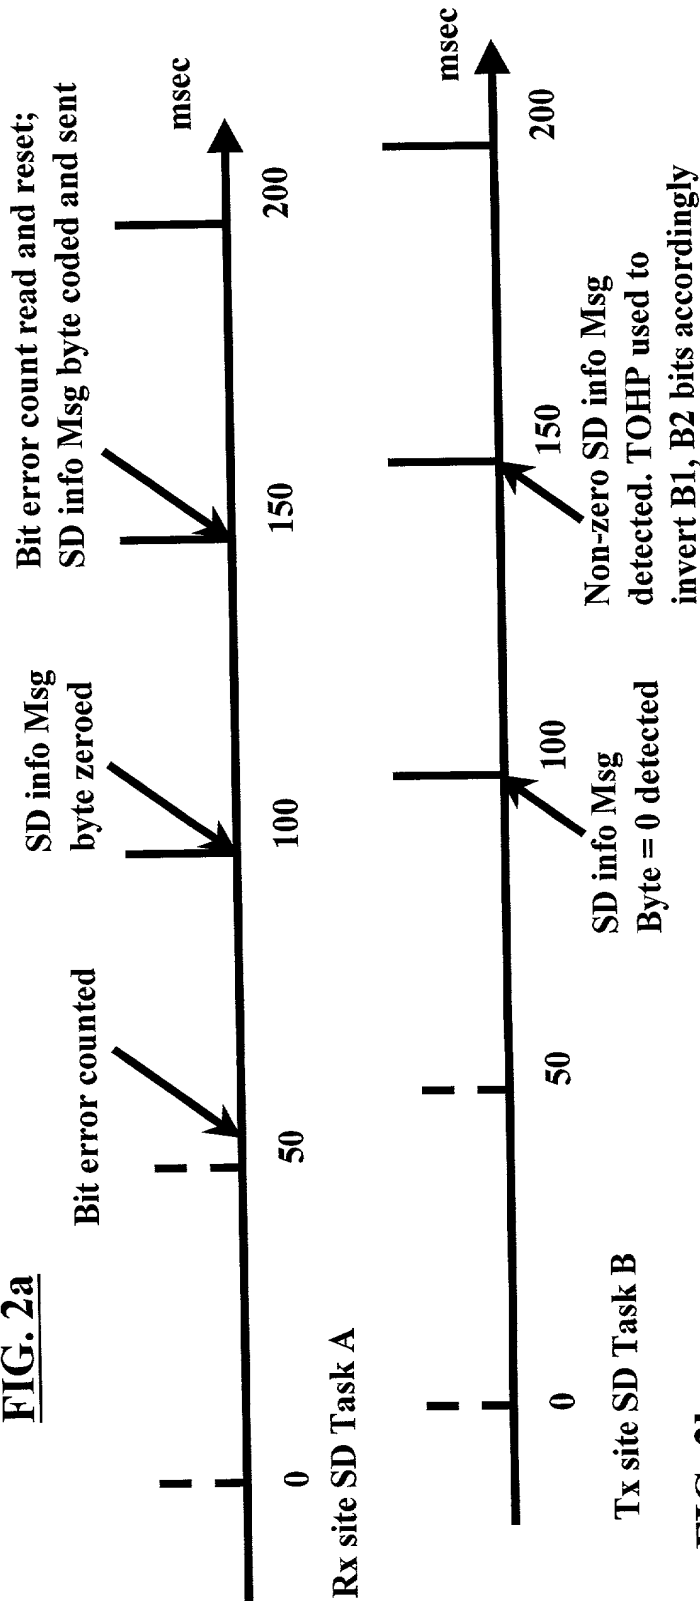 FIG. 2a
Bit error counted
SD info Msg
byte zeroed
Bit error count read and reset;
SD info Msg byte coded and sent
msec
0
50
100
150
200
Rx site SD Task A
msec
0
50
100
150
200
Tx site SD Task B
SD info Msg
Byte = 0 detected
Non-zero SD info Msg
detected. TOHP used to
invert B1, B2 bits accordingly